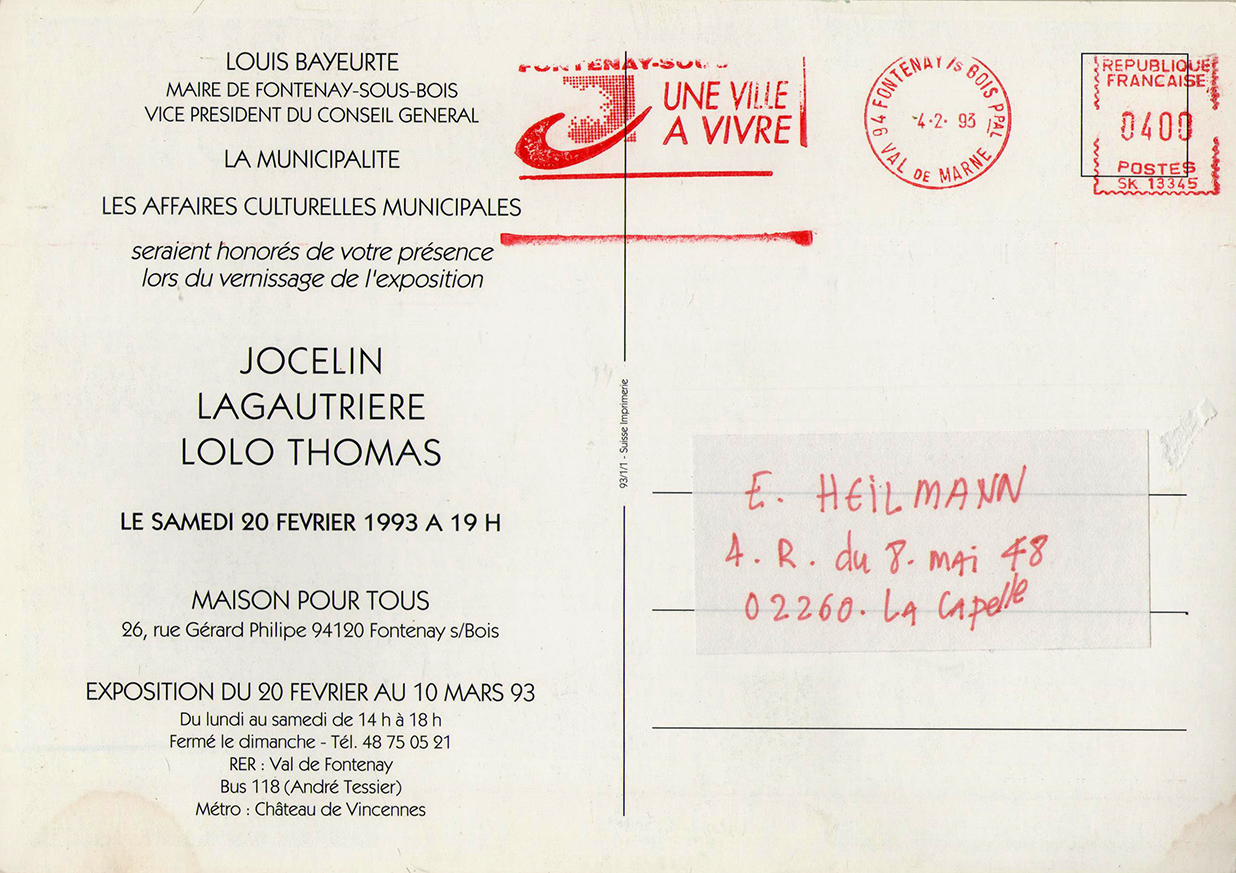 LOUIS BAYEURTE
MAIRE DE FONTENAY-SOUS-BOIS
VICE PRESIDENT DU CONSEIL GENERAL
LA MUNICIPALITE
LES AFFAIRES CULTURELLES MUNICIPALES
seraient honorés de votre présence
lors du vernissage de l'exposition
JOCELIN
LAGAUTRIERE
LOLO THOMAS
LE SAMEDI 20 FEVRIER 1993 A 19 H
MAISON POUR TOUS
26, rue Gérard Philipe 94120 Fontenay s/Bois
EXPOSITION DU 20 FEVRIER AU 10 MARS 93
Du lundi au samedi de 14 h à 18 h
Fermé le dimanche - Tél. 48 75 05 21
RER : Val de Fontenay
Bus 118 (André Tessier)
Métro : Château de Vincennes
93/1/1 - Suisse Imprimerie
FONTENAY-SOUS
UNE VILLE
A VIVRE
94 FONTENAY/s BOIS PPAL
-4-2- 93
VAL DE MARNE
REPUBLIQUE
FRANCAISE
0400
POSTES
SK 13345
E. HEILMANN
4. R. du 8. mai 48
02260. La Capelle